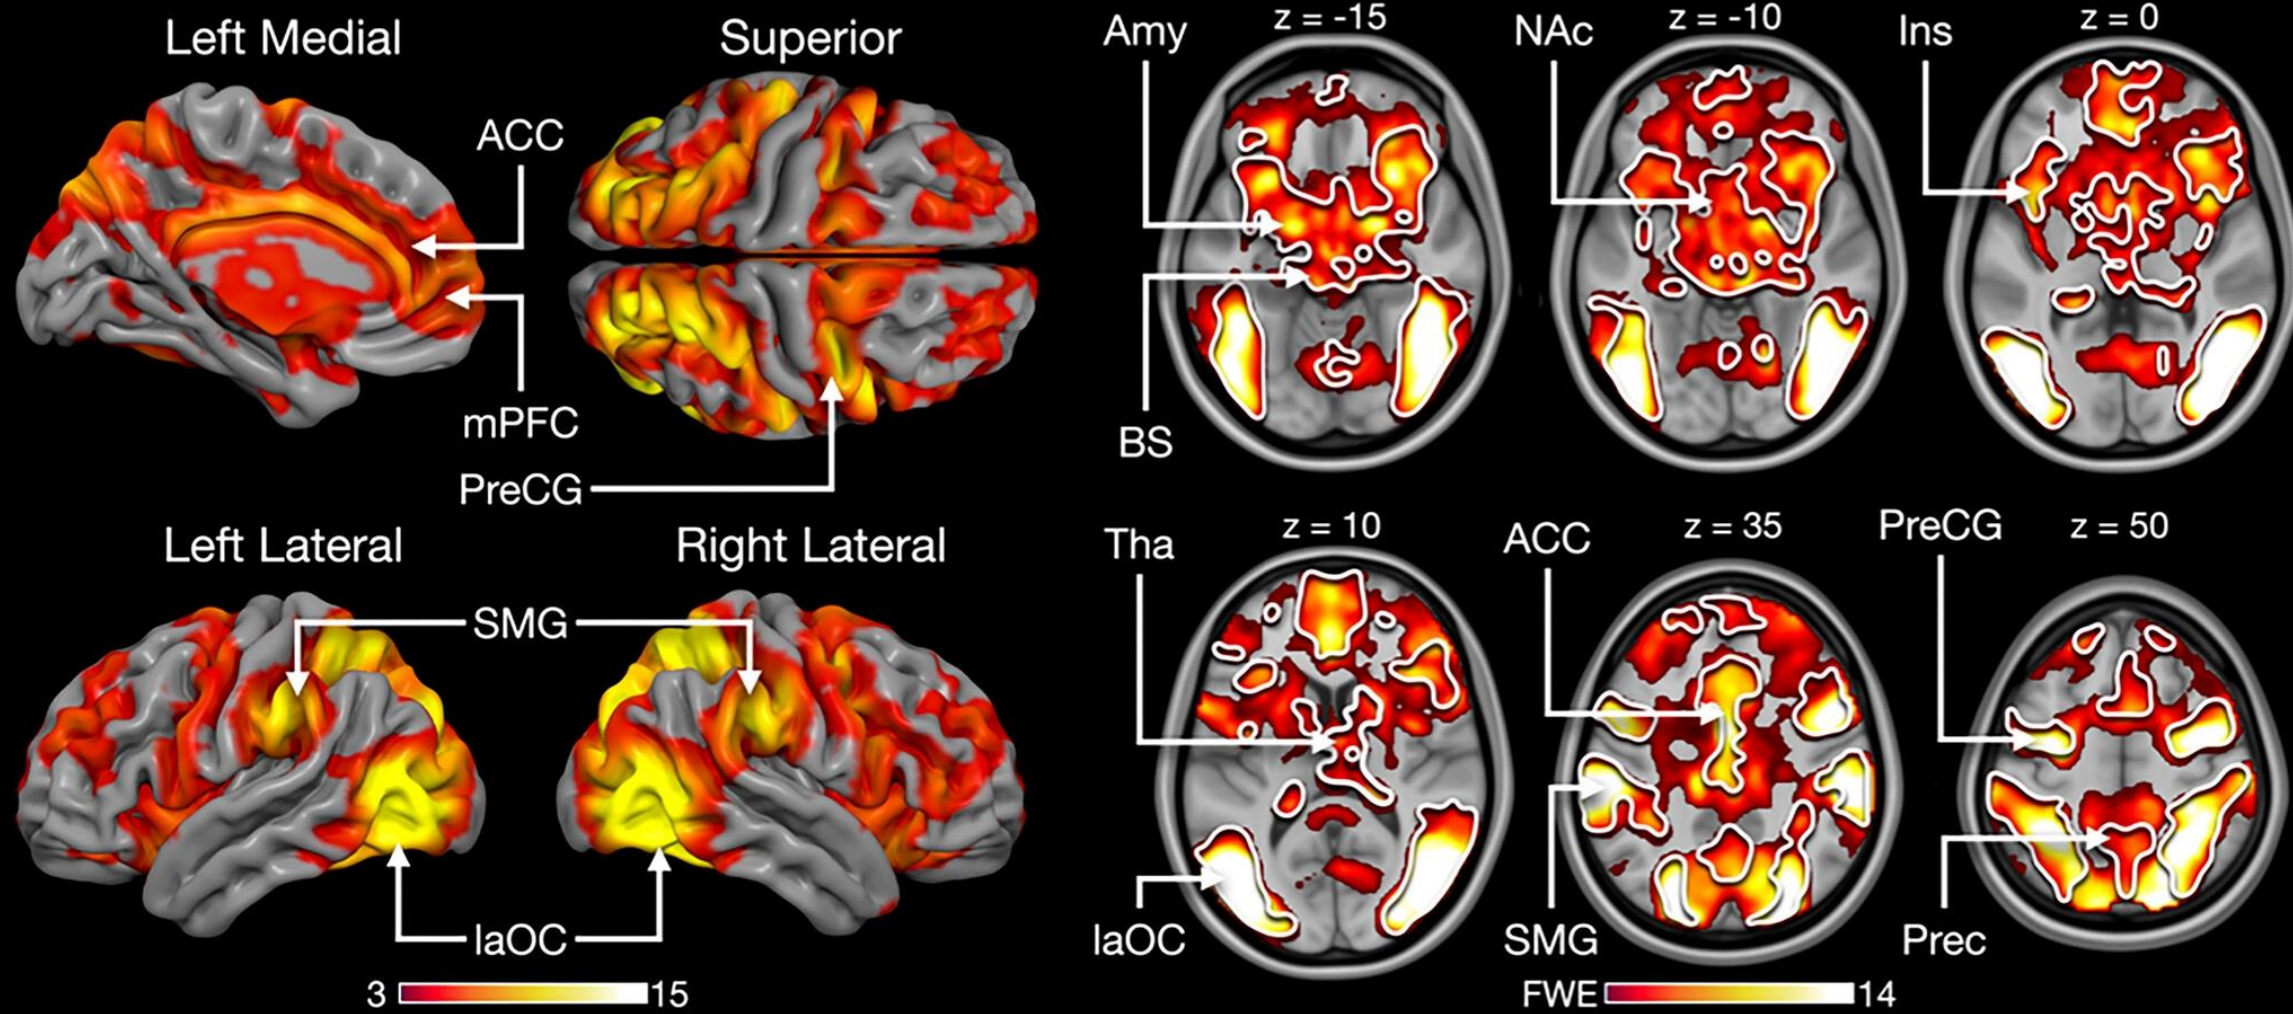 Left Medial
Superior
ACC
mPFC
PreCG
Left Lateral
Right Lateral
SMG
laOC
3
15
Amy
z = -15
NAc
z = -10
Ins
z = 0
BS
Tha
z = 10
ACC
z = 35
PreCG
z = 50
laOC
SMG
Prec
FWE
14